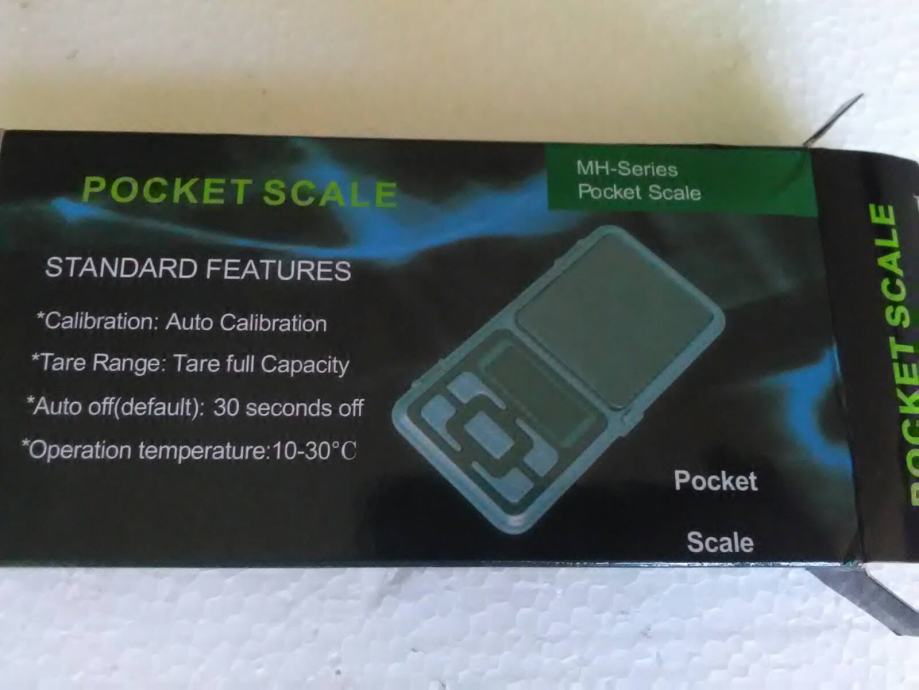 POCKET SCALE
MH-Series
Pocket Scale
STANDARD FEATURES
*Calibration: Auto Calibration
*Tare Range: Tare full Capacity
*Auto off(default): 30 seconds off
*Operation temperature:10-30°C
Pocket
Scale
POCKET SCALE